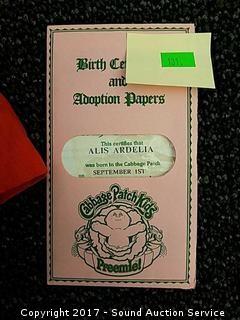 Birth Ce
and
Adoption Papers
131.
This certifies that
ALIS ARDELIA
was born in the Cabbage Patch
SEPTEMBER 1ST
Cabbage Patch Kids
Preemie!
Copyright 2017 - Sound Auction Service